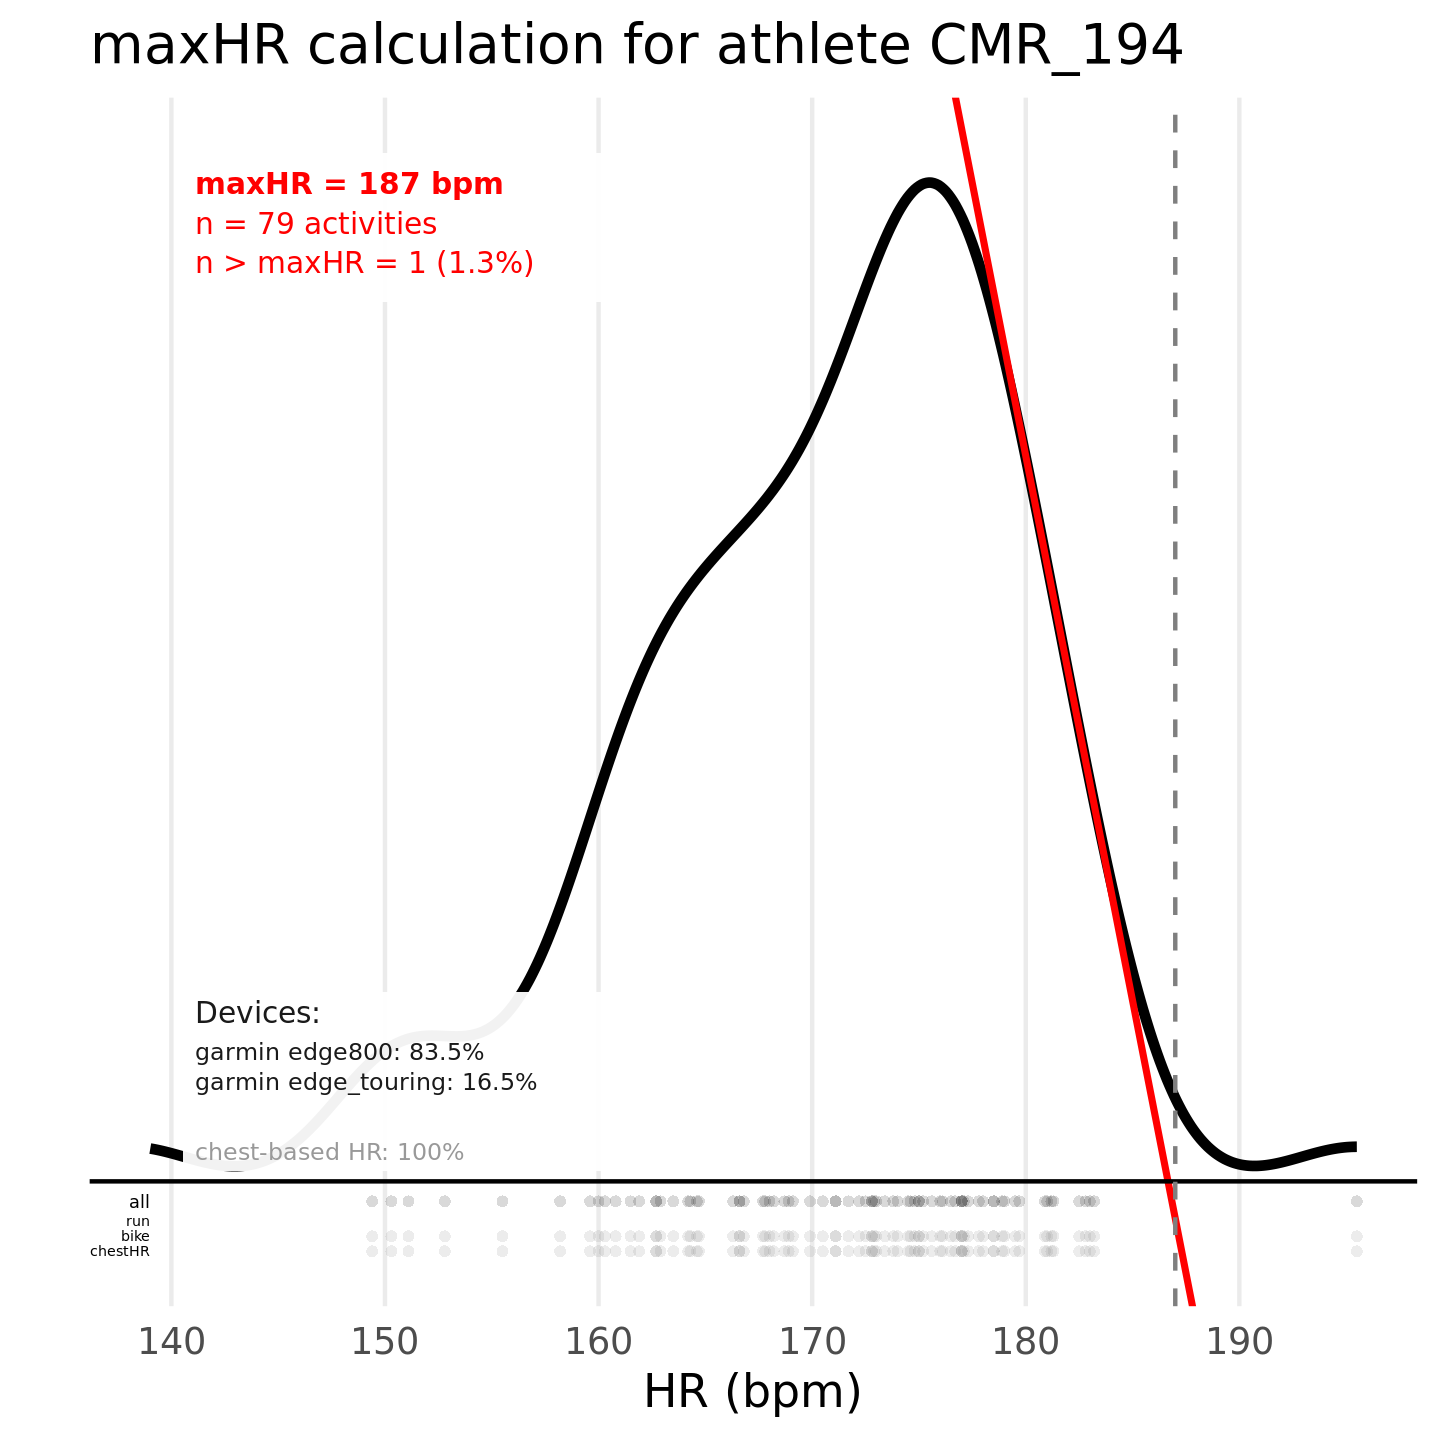 maxHR calculation for athlete CMR_194
maxHR = 187 bpm
n = 79 activities
n > maxHR = 1 (1.3%)
Devices:
garmin edge800: 83.5%
garmin edge_touring: 16.5%
chest-based HR: 100%
all
run
bike
chestHR
140 150 160 170 180 190
HR (bpm)